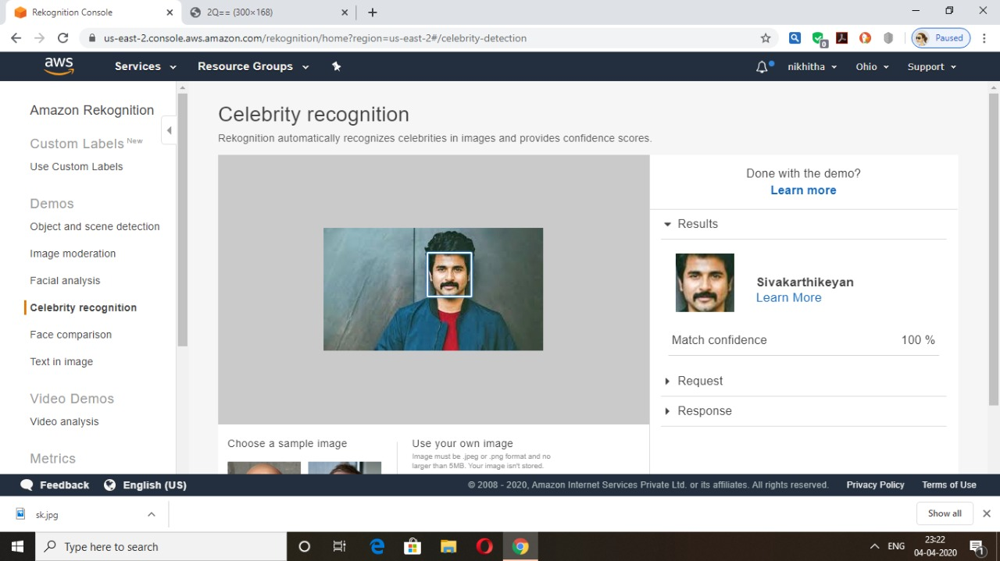 Rekognition Console
2Q== (300×168)
us-east-2.console.aws.amazon.com/rekognition/home?region=us-east-2#/celebrity-detection
0
Paused
aws
Services
Resource Groups
nikhitha
Ohio
Support
Amazon Rekognition
Custom Labels New
Use Custom Labels
Demos
Object and scene detection
Image moderation
Facial analysis
Celebrity recognition
Face comparison
Text in image
Video Demos
Video analysis
Metrics
Celebrity recognition
Rekognition automatically recognizes celebrities in images and provides confidence scores.
Choose a sample image
Use your own image
Image must be .jpeg or .png format and no
larger than 5MB. Your image isn't stored.
Done with the demo?
Learn more
Results
Sivakarthikeyan
Learn More
Match confidence 100 %
Request
Response
Feedback
English (US)
© 2008 - 2020, Amazon Internet Services Private Ltd. or its affiliates. All rights reserved.
Privacy Policy
Terms of Use
sk.jpg
Show all
Type here to search
ENG
23:22
04-04-2020
1